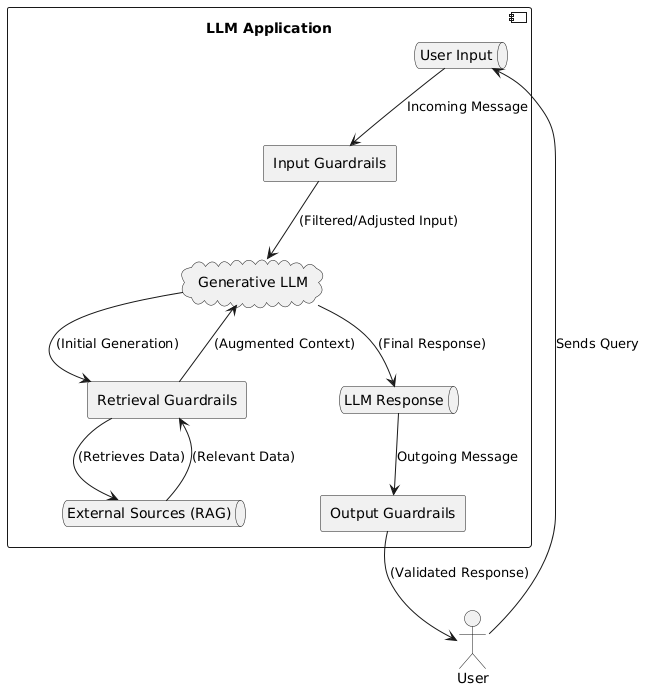 LLM Application
User Input
Incoming Message
Input Guardrails
(Filtered/Adjusted Input)
Generative LLM
(Initial Generation)
(Augmented Context)
(Final Response)
Sends Query
Retrieval Guardrails
LLM Response
(Retrieves Data)
(Relevant Data)
Outgoing Message
External Sources (RAG)
Output Guardrails
(Validated Response)
User